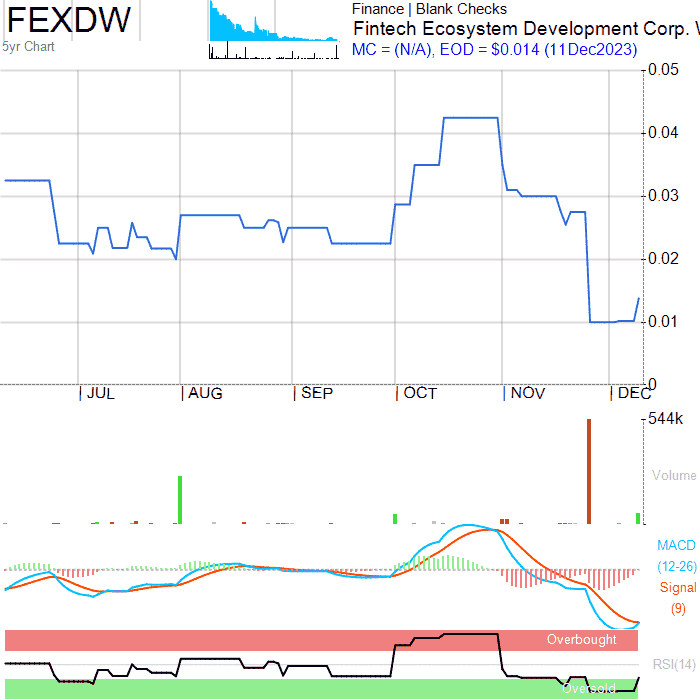 FEXDW
5yr Chart
Finance | Blank Checks
Fintech Ecosystem Development Corp. W
MC = (N/A), EOD = $0.014 (11Dec2023)
0.05
0.04
0.03
0.02
0.01
0
| JUL | AUG | SEP | OCT | NOV | DEC
544k
Volume
MACD
(12-26)
Signal
(9)
Overbought
RSI(14)
Oversold